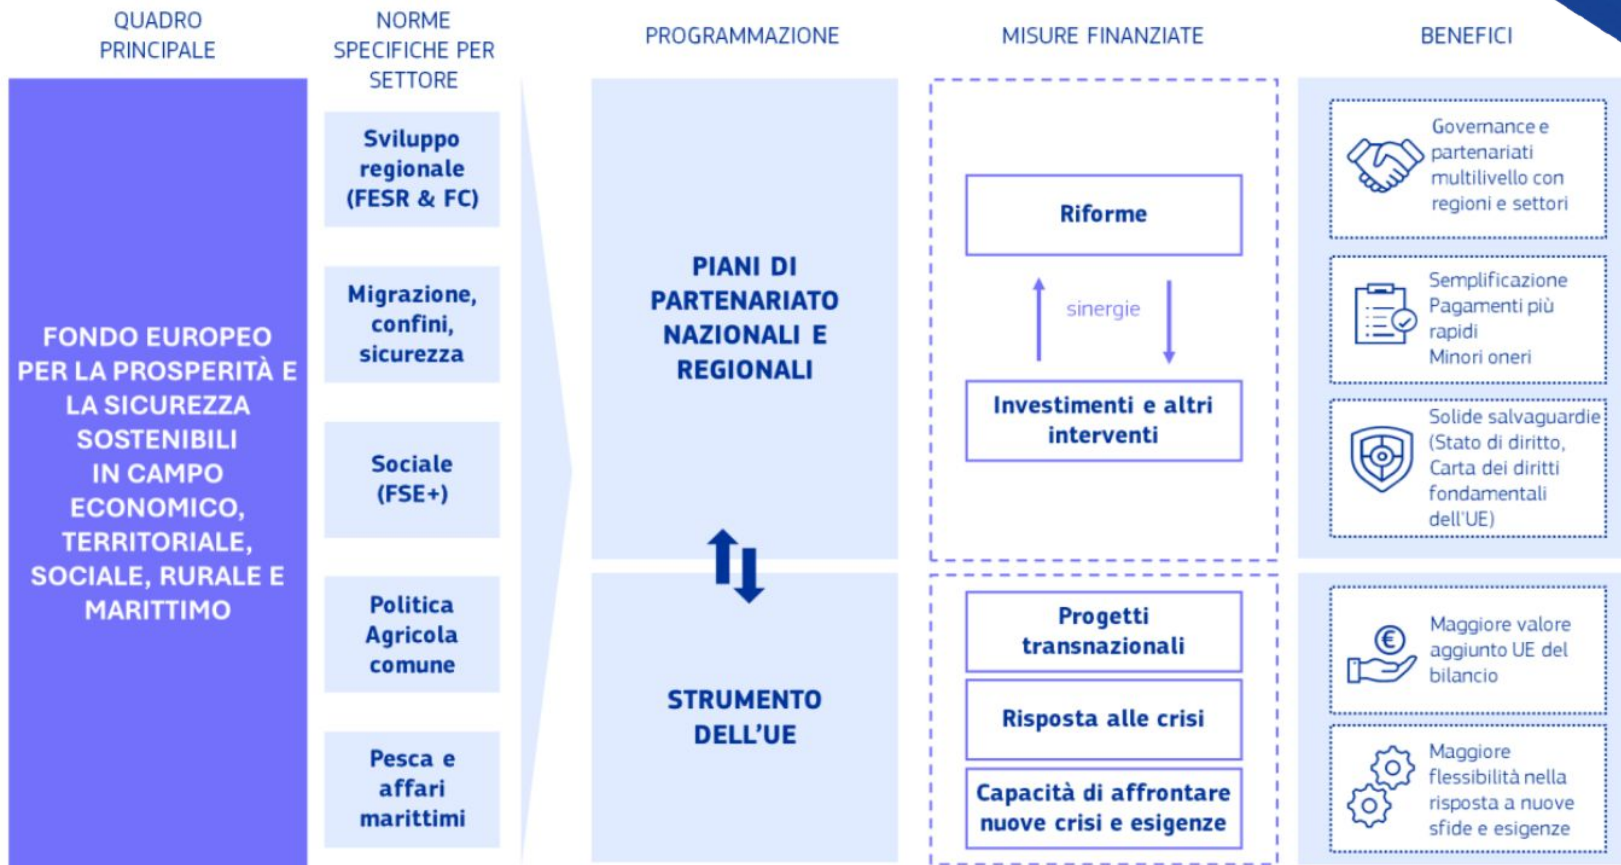 QUADRO
PRINCIPALE
NORME
SPECIFICHE PER
SETTORE
PROGRAMMAZIONE
MISURE FINANZIATE
BENEFICI
FONDO EUROPEO
PER LA PROSPERITÀ E
LA SICUREZZA
SOSTENIBILI
IN CAMPO
ECONOMICO,
TERRITORIALE,
SOCIALE, RURALE E
MARITTIMO
Sviluppo
regionale
(FESR & FC)
Migrazione,
confini,
sicurezza
Sociale
(FSE+)
Politica
Agricola
comune
Pesca e
affari
marittimi
PIANI DI
PARTENARIATO
NAZIONALI E
REGIONALI
STRUMENTO
DELL'UE
Riforme
sinergie
Investimenti e altri
interventi
Progetti
transnazionali
Risposta alle crisi
Capacità di affrontare
nuove crisi e esigenze
Governance e
partenariati
multilivello con
regioni e settori
Semplificazione
Pagamenti più
rapidi
Minori oneri
Solide salvaguardie
(Stato di diritto,
Carta dei diritti
fondamentali
dell'UE)
€
Maggiore valore
aggiunto UE del
bilancio
Maggiore
flessibilità nella
risposta a nuove
sfide e esigenze